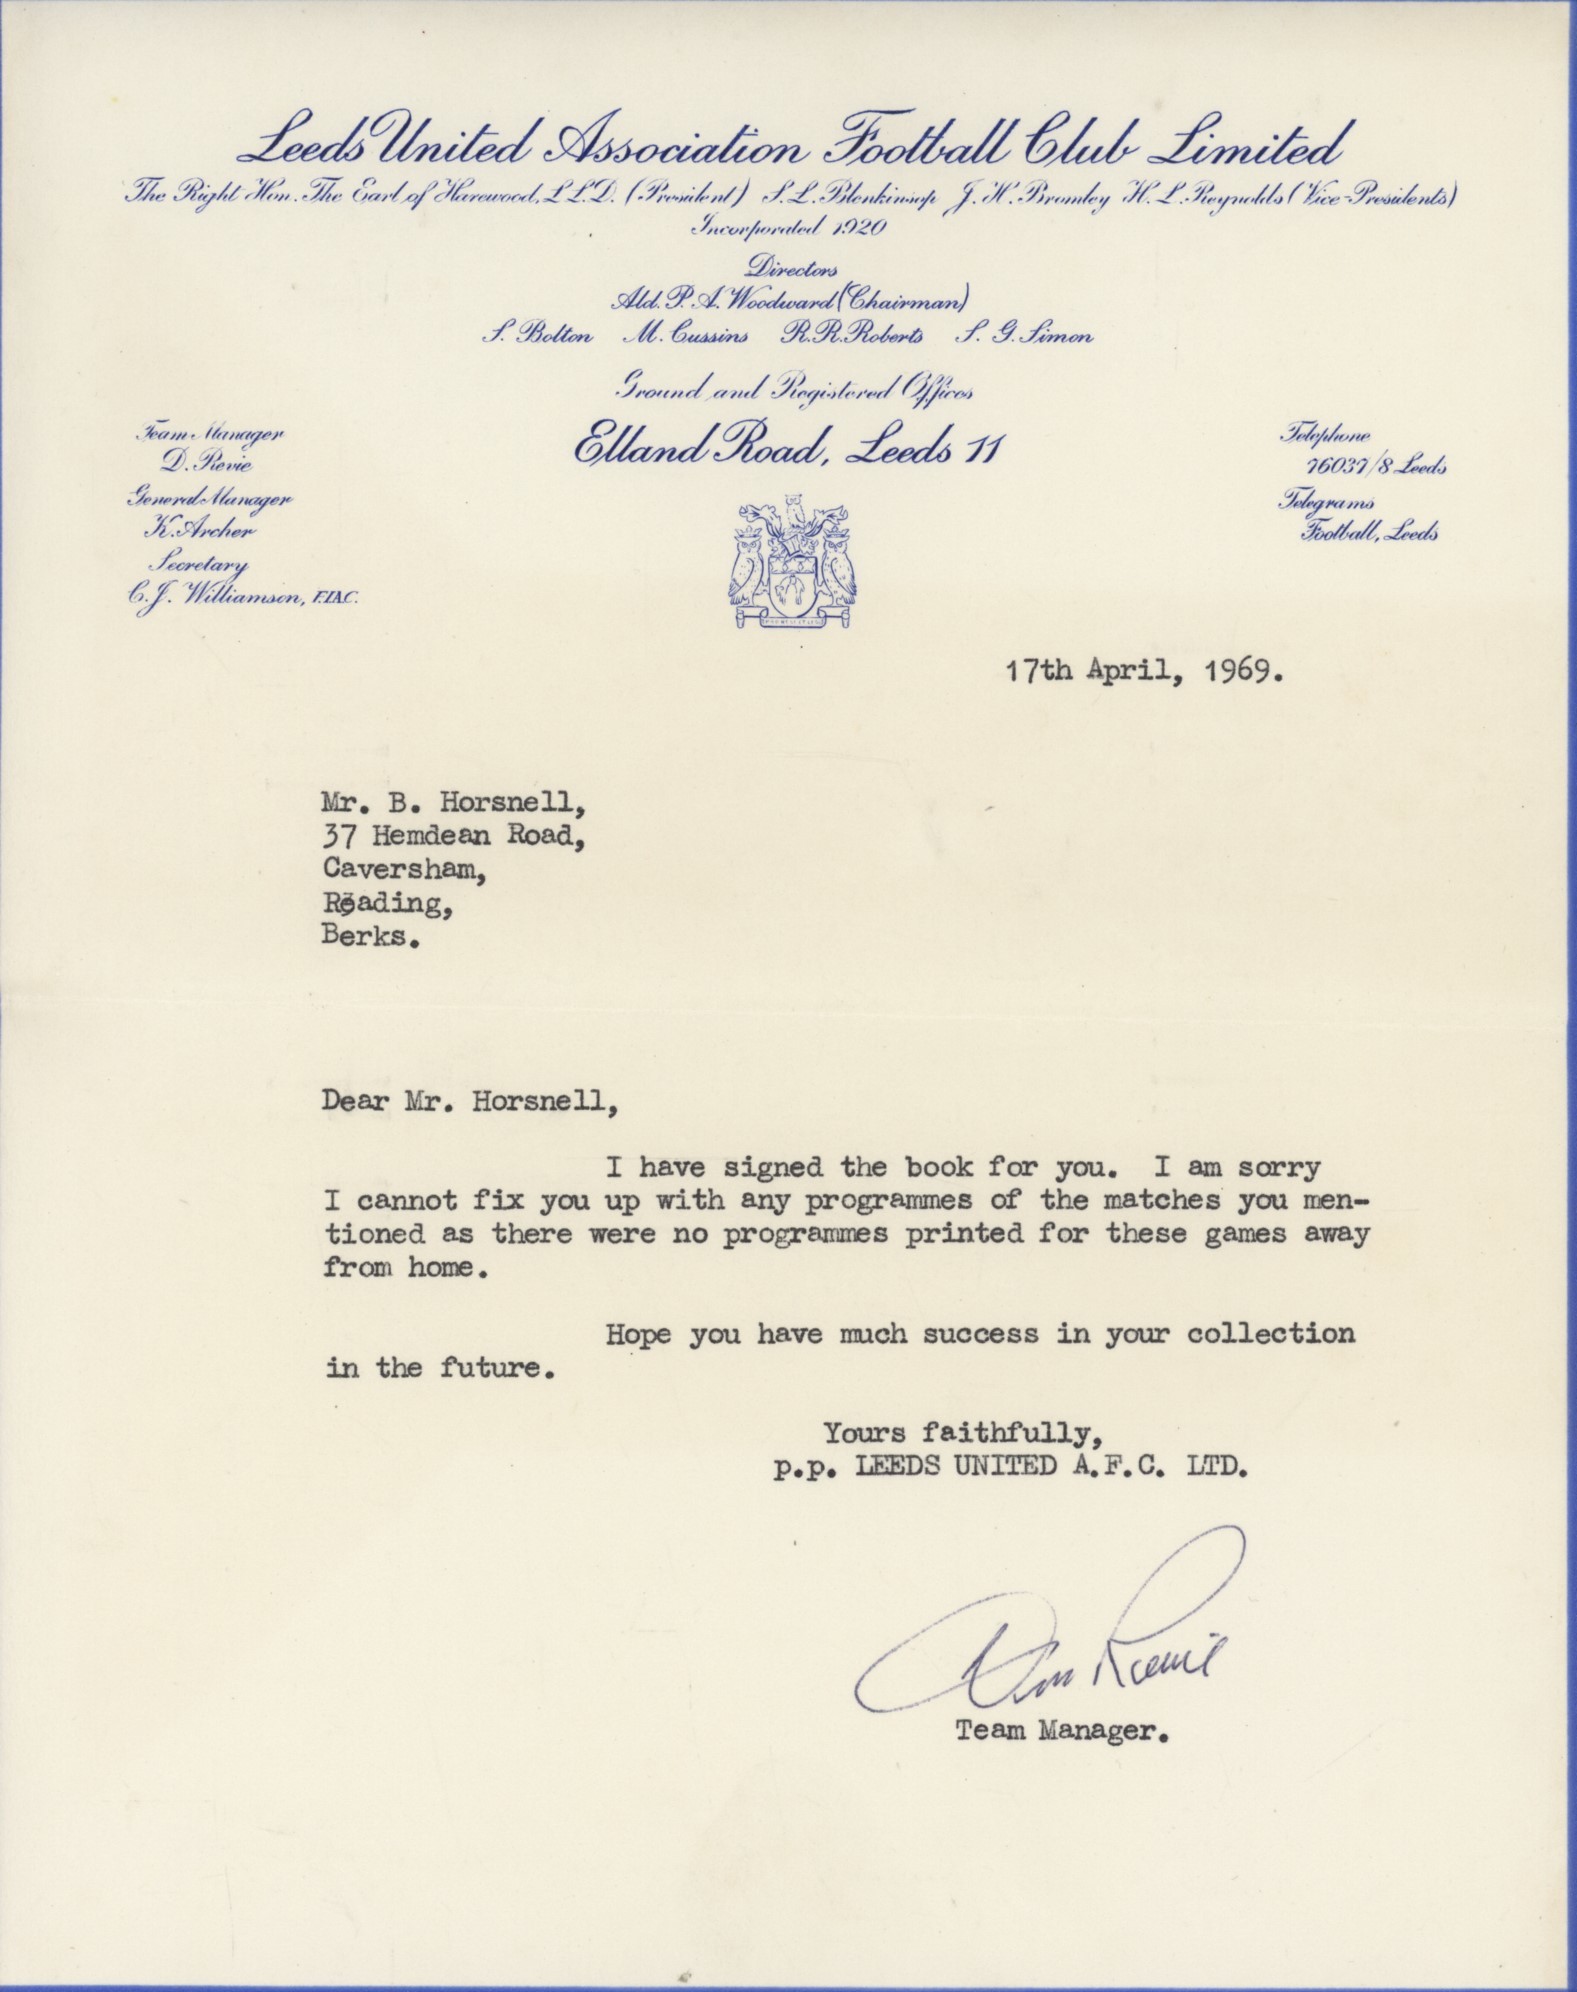 Leeds United Association Football Club Limited
The Right Hon. The Earl of Harewood, L.L.D. (President) S. L. Blenkinsop J. H. Bromley H. L. Reynolds (Vice-Presidents)
Incorporated 1920
Directors
Ald. P. A. Woodward (Chairman)
S. Bolton M. Cussins R. R. Roberts S. G. Simon
Ground and Registered Offices
Elland Road, Leeds 11
Team Manager
D. Revie
General Manager
K. Archer
Secretary
C. J. Williamson, F.I.A.C.
Telephone
76037/8 Leeds
Telegrams
Football, Leeds
17th April, 1969.
Mr. B. Horsnell,
37 Hemdean Road,
Caversham,
Reading,
Berks.
Dear Mr. Horsnell,
I have signed the book for you. I am sorry
I cannot fix you up with any programmes of the matches you men-
tioned as there were no programmes printed for these games away
from home.
Hope you have much success in your collection
in the future.
Yours faithfully,
p.p. LEEDS UNITED A.F.C. LTD.
Don Revie
Team Manager.